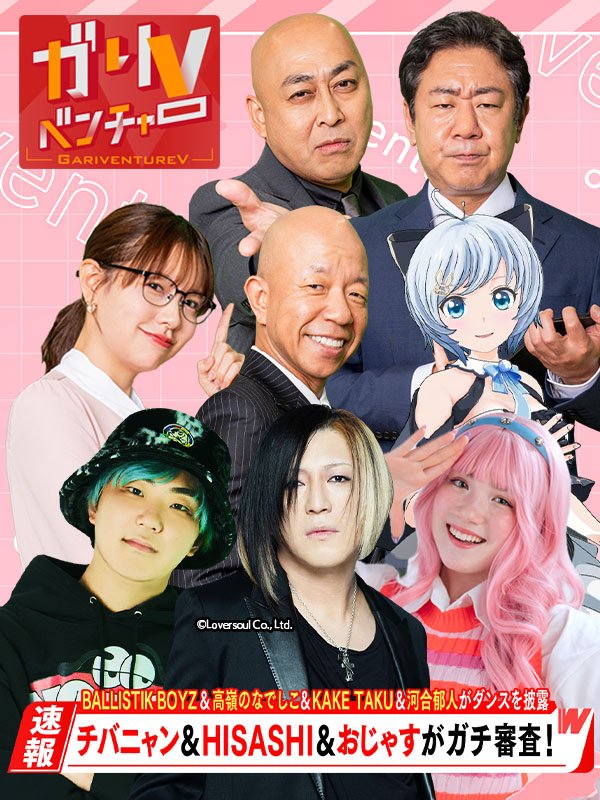 ガリV
ベンチャー
GARIVENTUREV
©Loversoul Co., Ltd.
BALLISTIK BOYZ&高嶺のなでしこ&KAKE TAKU&河合郁人がダンスを披露
速報
チバニャン&HISASHI&おじゃすがガチ審査!